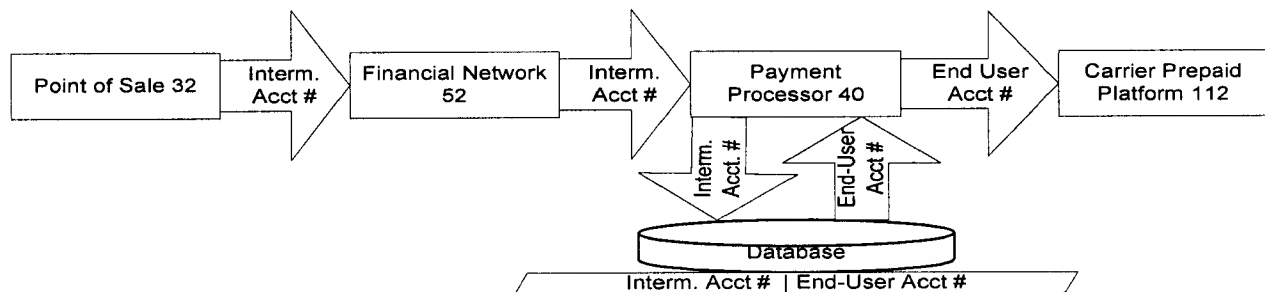 Point of Sale 32
Interm.
Acct #
Financial Network
52
Interm.
Acct #
Payment
Processor 40
End User
Acct #
Carrier Prepaid
Platform 112
Interm.
Acct. #
End-User
Acct #
Database
Interm. Acct # | End-User Acct #